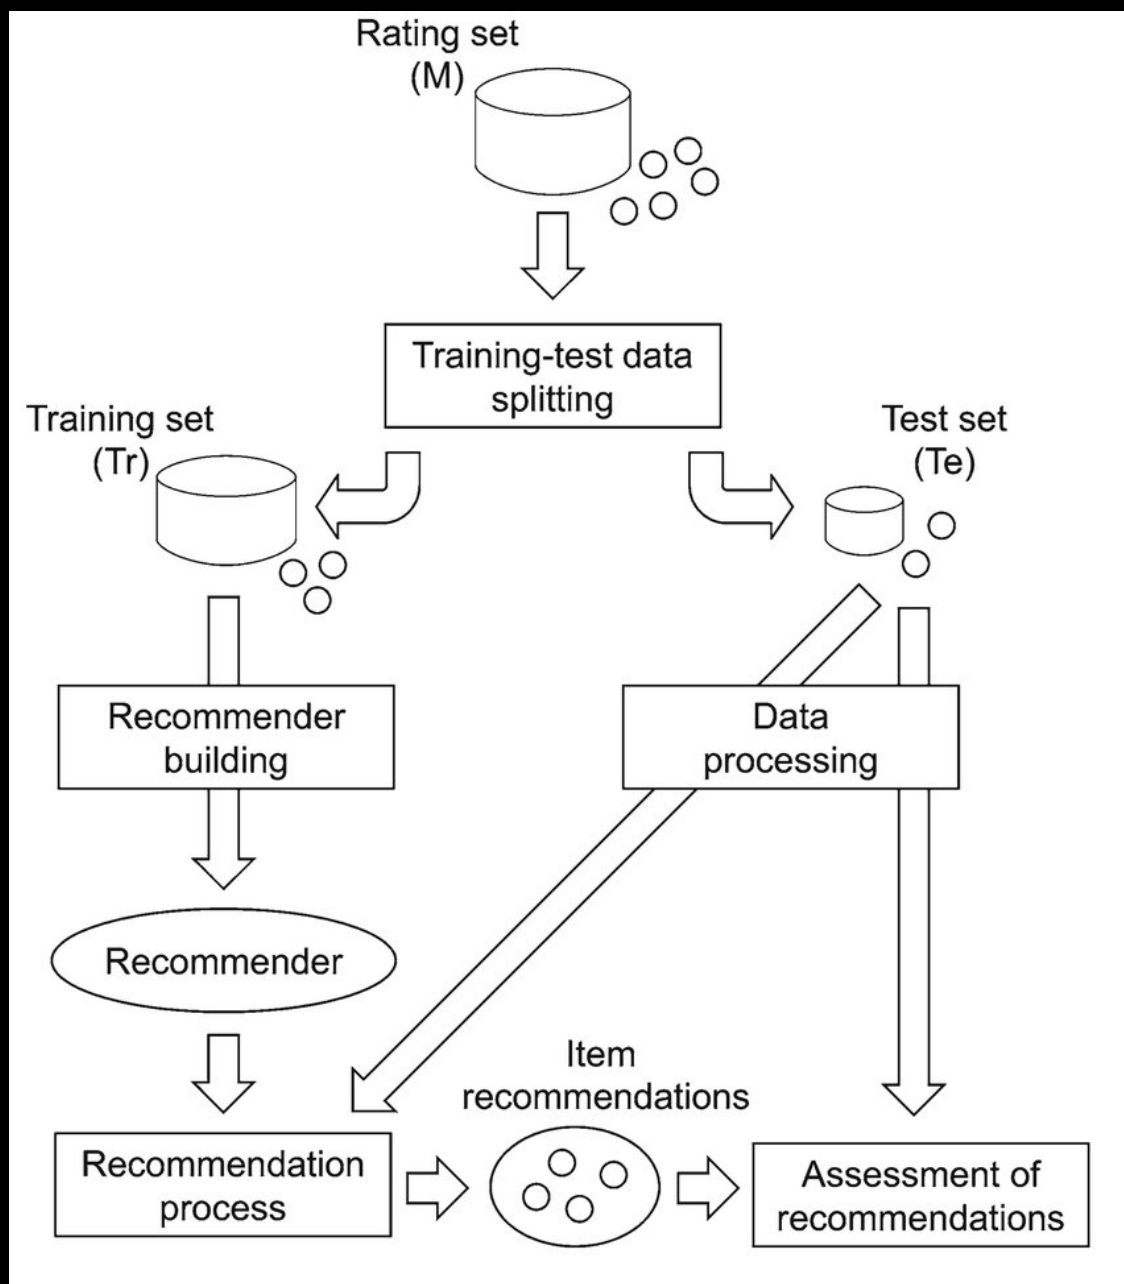 Rating set
(M)
Training-test data
splitting
Training set
(Tr)
Test set
(Te)
Recommender
building
Data
processing
Recommender
Item
recommendations
Recommendation
process
Assessment of
recommendations